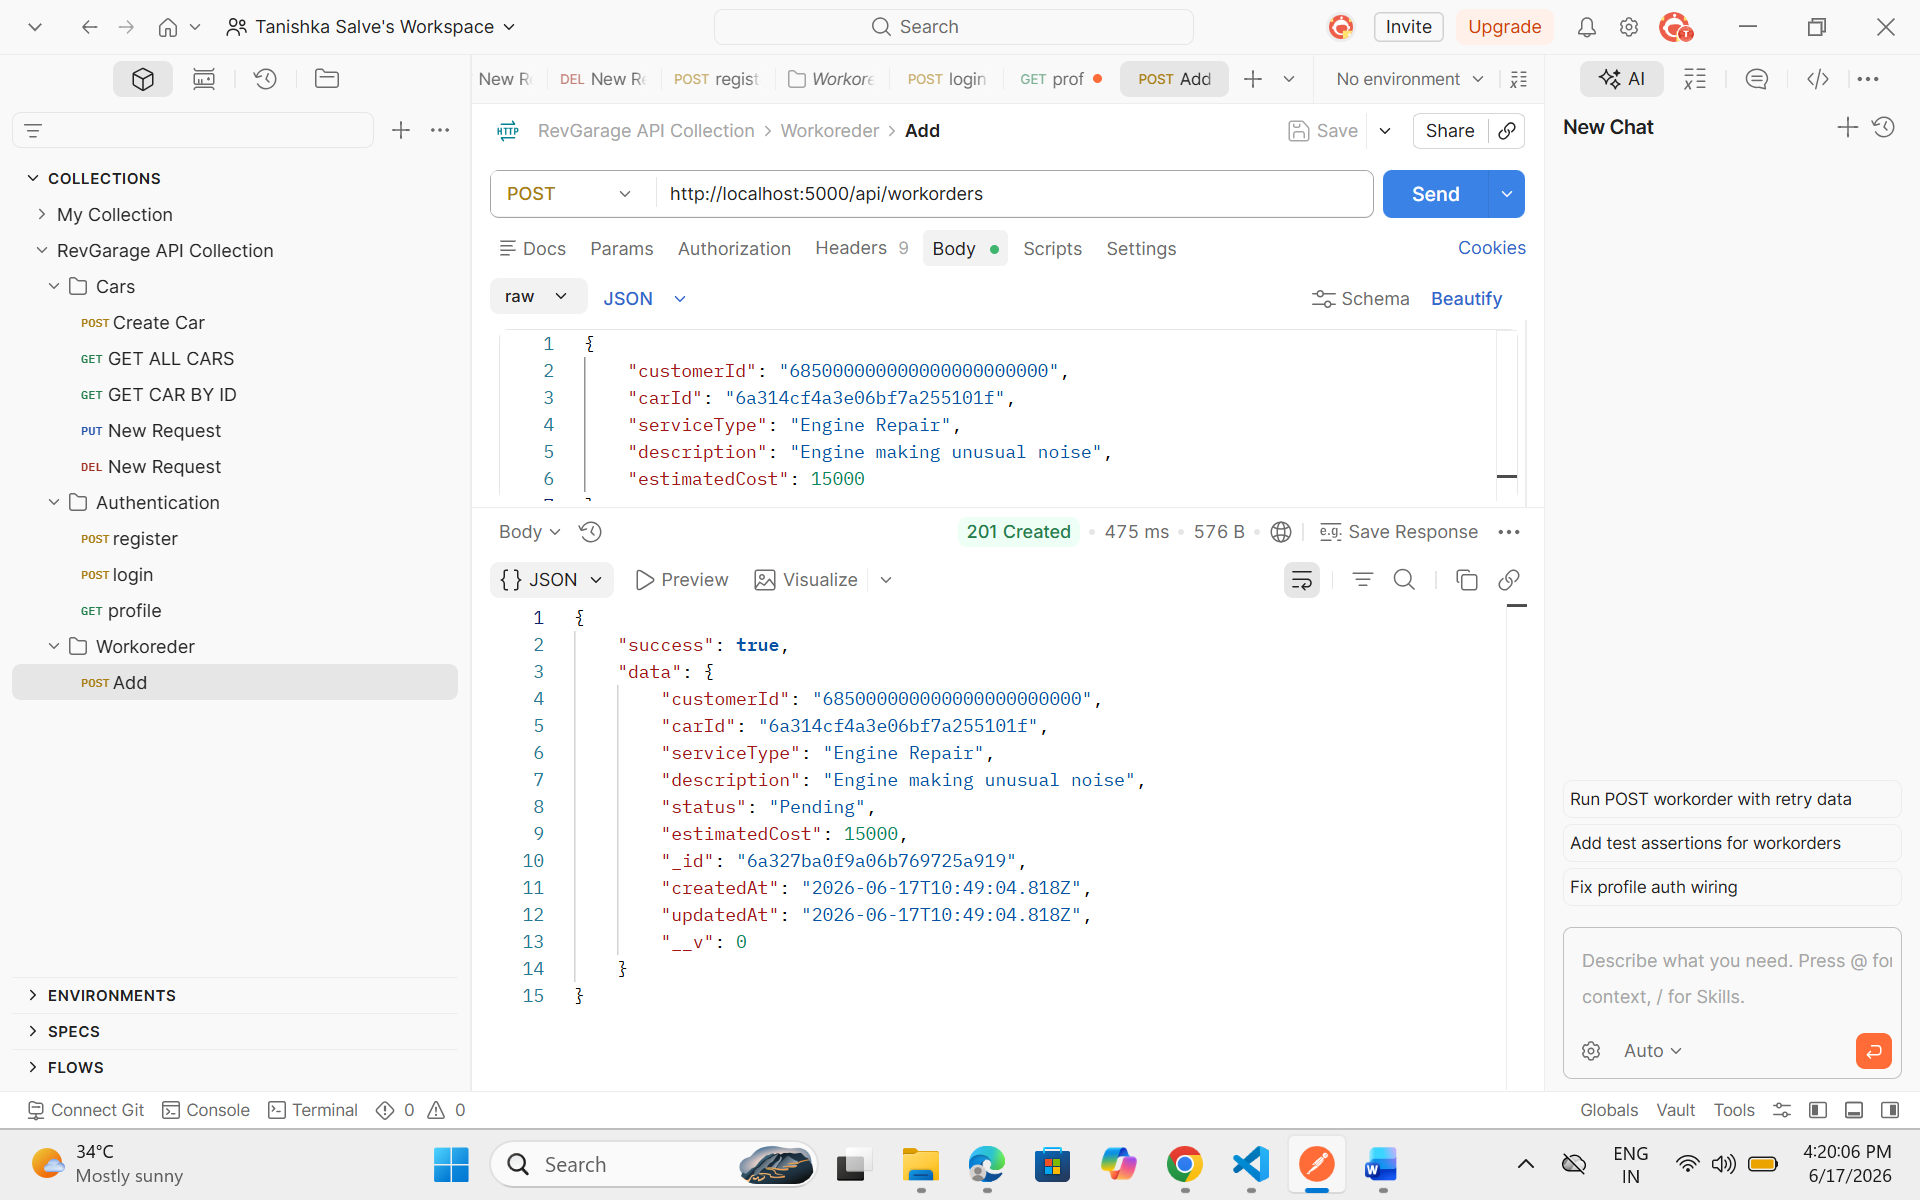 Tanishka Salve's Workspace
Search
Invite
Upgrade
New R
DEL New Re
POST regist
Workore
POST login
GET prof
POST Add
No environment
AI
HTTP
RevGarage API Collection > Workoreder > Add
Save
Share
New Chat
COLLECTIONS
My Collection
RevGarage API Collection
Cars
POST Create Car
GET GET ALL CARS
GET GET CAR BY ID
PUT New Request
DEL New Request
Authentication
POST register
POST login
GET profile
Workoreder
POST Add
ENVIRONMENTS
SPECS
FLOWS
POST
http://localhost:5000/api/workorders
Send
Docs
Params
Authorization
Headers 9
Body
Scripts
Settings
Cookies
raw
JSON
Schema
Beautify
1 {
2 "customerId": "685000000000000000000000",
3 "carId": "6a314cf4a3e06bf7a255101f",
4 "serviceType": "Engine Repair",
5 "description": "Engine making unusual noise",
6 "estimatedCost": 15000
Body
201 Created
475 ms
576 B
e.g. Save Response
{} JSON
Preview
Visualize
1 {
2 "success": true,
3 "data": {
4 "customerId": "685000000000000000000000",
5 "carId": "6a314cf4a3e06bf7a255101f",
6 "serviceType": "Engine Repair",
7 "description": "Engine making unusual noise",
8 "status": "Pending",
9 "estimatedCost": 15000,
10 "_id": "6a327ba0f9a06b769725a919",
11 "createdAt": "2026-06-17T10:49:04.818Z",
12 "updatedAt": "2026-06-17T10:49:04.818Z",
13 "__v": 0
14 }
15 }
Run POST workorder with retry data
Add test assertions for workorders
Fix profile auth wiring
Describe what you need. Press @ for
context, / for Skills.
Auto
Connect Git
Console
Terminal
0
0
Globals
Vault
Tools
34°C
Mostly sunny
Search
ENG
IN
4:20:06 PM
6/17/2026